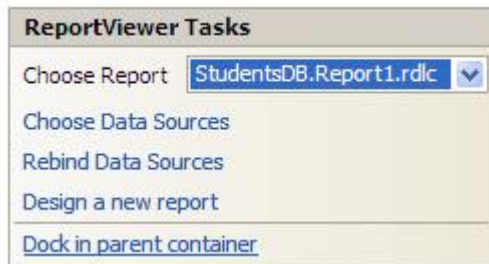 ReportViewer Tasks
Choose Report StudentsDB.Report1.rdlc
Choose Data Sources
Rebind Data Sources
Design a new report
Dock in parent container